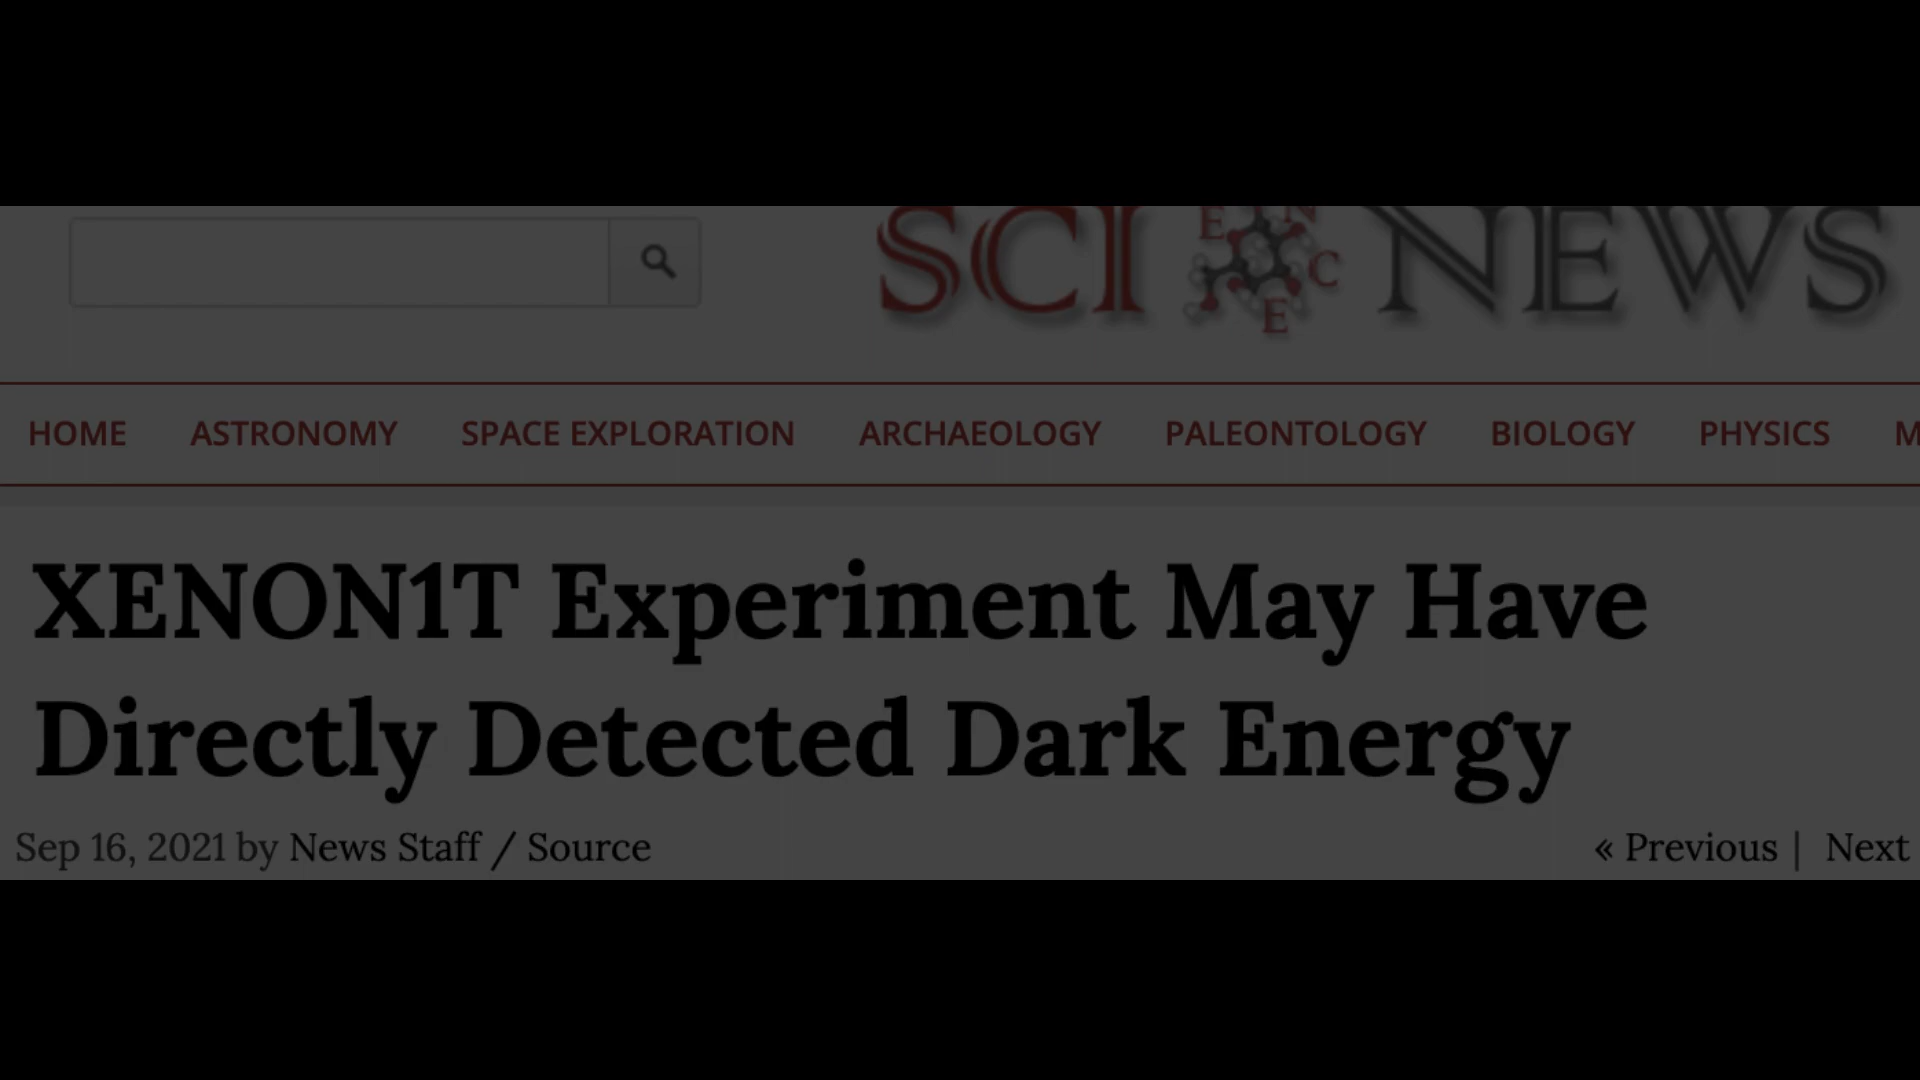 SCIENCE NEWS
HOME ASTRONOMY SPACE EXPLORATION ARCHAEOLOGY PALEONTOLOGY BIOLOGY PHYSICS M
XENON1T Experiment May Have
Directly Detected Dark Energy
Sep 16, 2021 by News Staff / Source
« Previous | Next